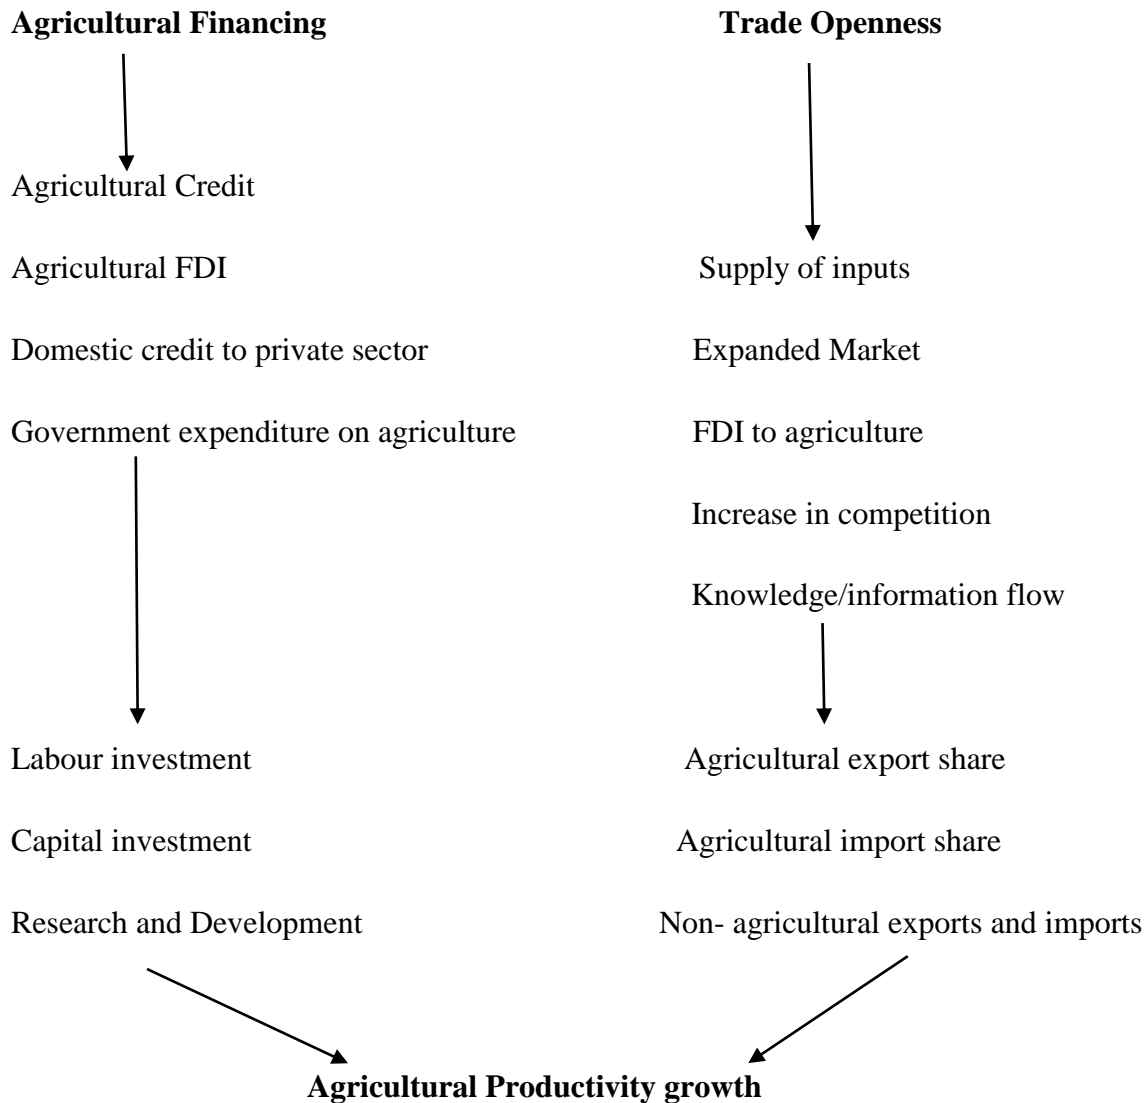 Agricultural Financing
Trade Openness
Agricultural Credit
Agricultural FDI
Supply of inputs
Domestic credit to private sector
Expanded Market
Government expenditure on agriculture
FDI to agriculture
Increase in competition
Knowledge/information flow
Labour investment
Agricultural export share
Capital investment
Agricultural import share
Research and Development
Non- agricultural exports and imports
Agricultural Productivity growth